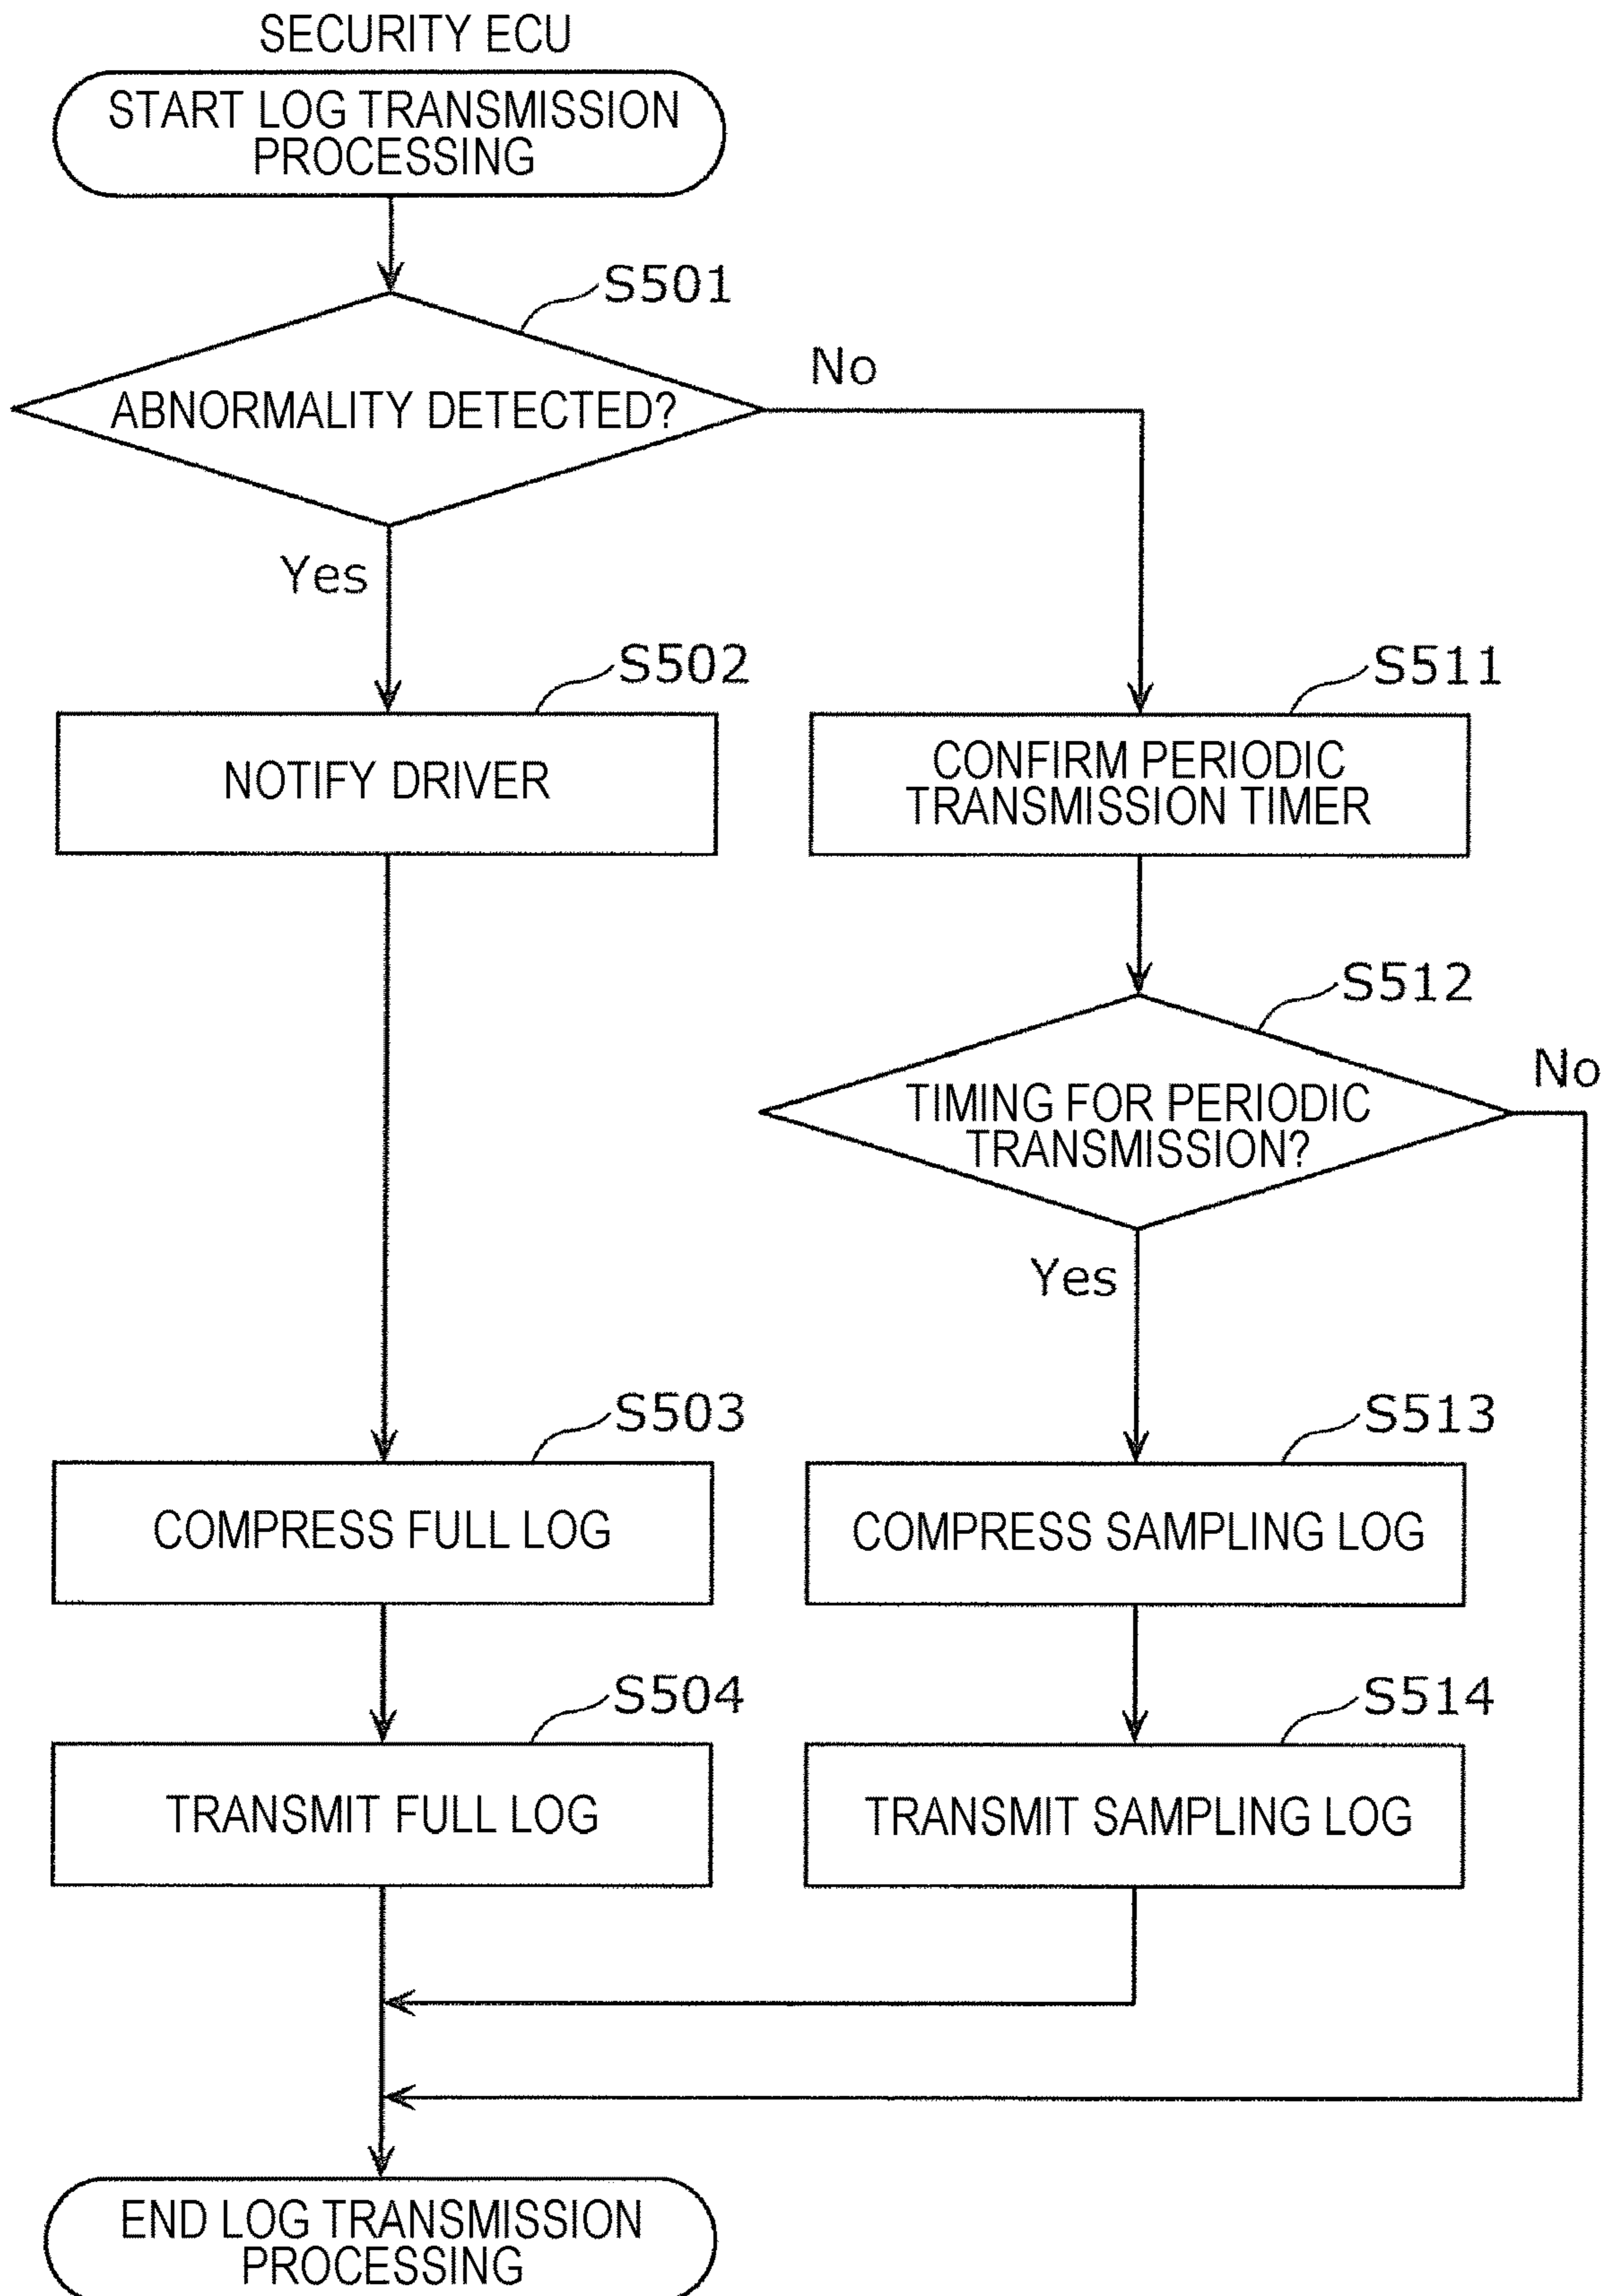 SECURITY ECU
START LOG TRANSMISSION
PROCESSING
S501
ABNORMALITY DETECTED?
No
Yes
S502
NOTIFY DRIVER
S511
CONFIRM PERIODIC
TRANSMISSION TIMER
S512
TIMING FOR PERIODIC
TRANSMISSION?
No
Yes
S503
COMPRESS FULL LOG
S513
COMPRESS SAMPLING LOG
S504
TRANSMIT FULL LOG
S514
TRANSMIT SAMPLING LOG
END LOG TRANSMISSION
PROCESSING